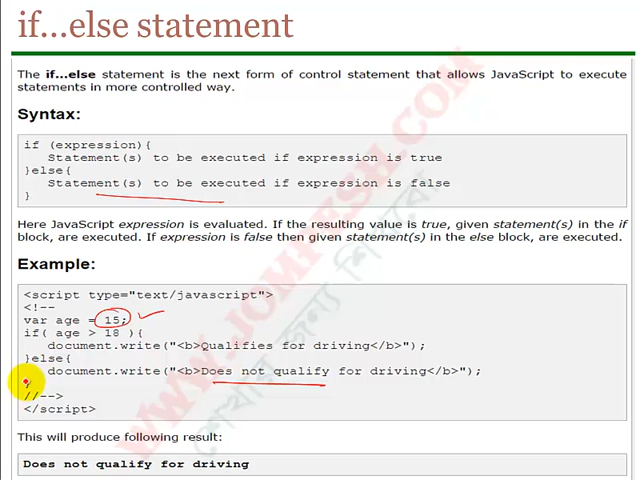 if...else statement
The if...else statement is the next form of control statement that allows JavaScript to execute
statements in more controlled way.
Syntax:
if (expression){
   Statement(s) to be executed if expression is true
}else{
   Statement(s) to be executed if expression is false
}
Here JavaScript expression is evaluated. If the resulting value is true, given statement(s) in the if
block, are executed. If expression is false then given statement(s) in the else block, are executed.
Example:
<script type="text/javascript">
<!--
var age = 15;
if( age > 18 ){
   document.write("<b>Qualifies for driving</b>");
}else{
   document.write("<b>Does not qualify for driving</b>");
}
//-->
</script>
This will produce following result:
Does not qualify for driving